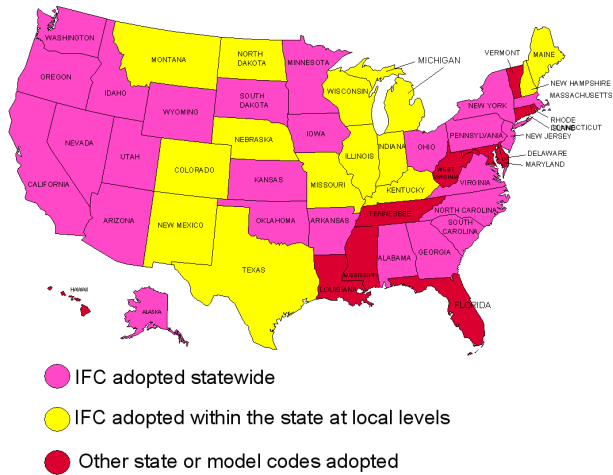 WASHINGTON
MONTANA
NORTH
DAKOTA
MINNESOTA
MICHIGAN
VERMONT
MAINE
OREGON
IDAHO
WISCONSIN
NEW HAMPSHIRE
MASSACHUSETTS
WYOMING
SOUTH
DAKOTA
NEW YORK
RHODE
NEVADA
NEBRASKA
IOWA
PENNSYLVANIA
NEW JERSEY
UTAH
COLORADO
ILLINOIS
INDIANA
OHIO
DELAWARE
MARYLAND
CALIFORNIA
KANSAS
MISSOURI
KENTUCKY
WEST
VIRGINIA
VIRGINIA
ARIZONA
NEW MEXICO
OKLAHOMA
ARKANSAS
TENNESSEE
NORTH CAROLINA
SOUTH
CAROLINA
TEXAS
LOUISIANA
MISSISSIPPI
ALABAMA
GEORGIA
FLORIDA
HAWAII
ALASKA
IFC adopted statewide
IFC adopted within the state at local levels
Other state or model codes adopted